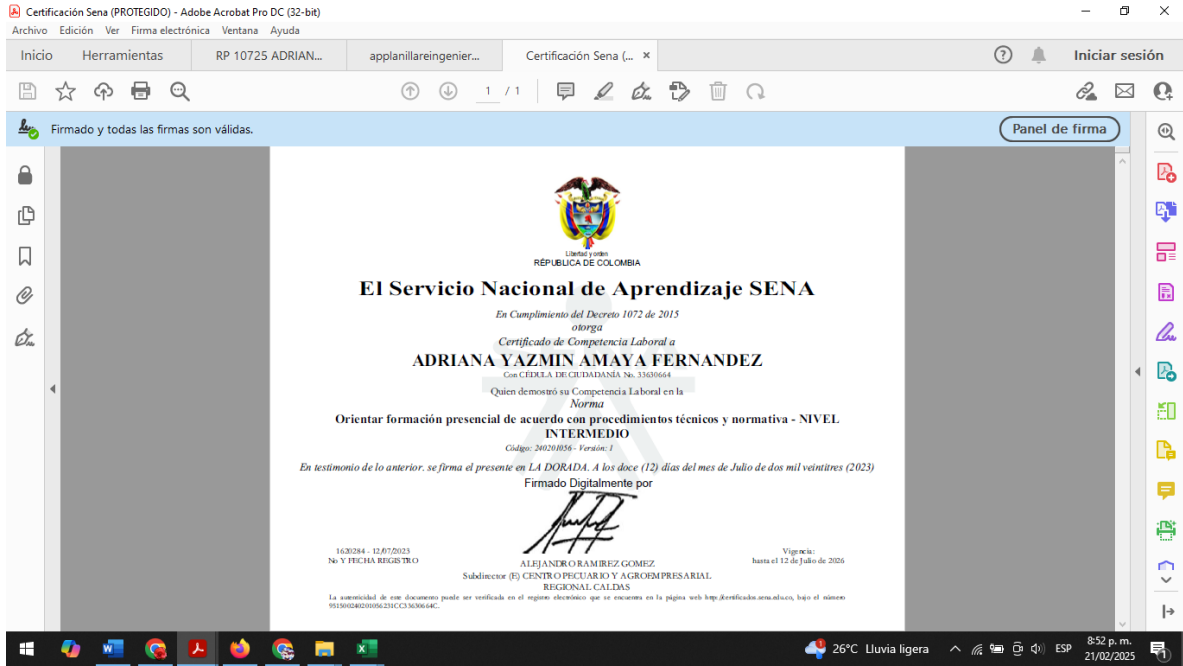 Certificación Sena (PROTEGIDO) - Adobe Acrobat Pro DC (32-bit)
Archivo Edición Ver Firma electrónica Ventana Ayuda
Inicio Herramientas RP 10725 ADRIAN... applanillareingenier... Certificación Sena (... × Iniciar sesión
1 / 1
Firmado y todas las firmas son válidas. Panel de firma
Libertad y orden
RÉPUBLICA DE COLOMBIA
El Servicio Nacional de Aprendizaje SENA
En Cumplimiento del Decreto 1072 de 2015
otorga
Certificado de Competencia Laboral a
ADRIANA YAZMIN AMAYA FERNANDEZ
Con CÉDULA DE CIUDADANÍA No. 33630664
Quien demostró su Competencia Laboral en la
Norma
Orientar formación presencial de acuerdo con procedimientos técnicos y normativa - NIVEL
INTERMEDIO
Código: 240201056 - Versión: 1
En testimonio de lo anterior. se firma el presente en LA DORADA. A los doce (12) días del mes de Julio de dos mil veintitres (2023)
Firmado Digitalmente por
1620284 - 12/07/2023
No Y FECHA REGISTRO
ALEJANDRO RAMIREZ GOMEZ
Subdirector (E) CENTRO PECUARIO Y AGROEMPRESARIAL
REGIONAL CALDAS
Vigencia:
hasta el 12 de Julio de 2026
La autenticidad de este documento puede ser verificada en el registro electrónico que se encuentra en la página web http://certificados.sena.edu.co, bajo el número
951500240201056231CC33630664C.
26°C Lluvia ligera ESP 8:52 p. m.
21/02/2025